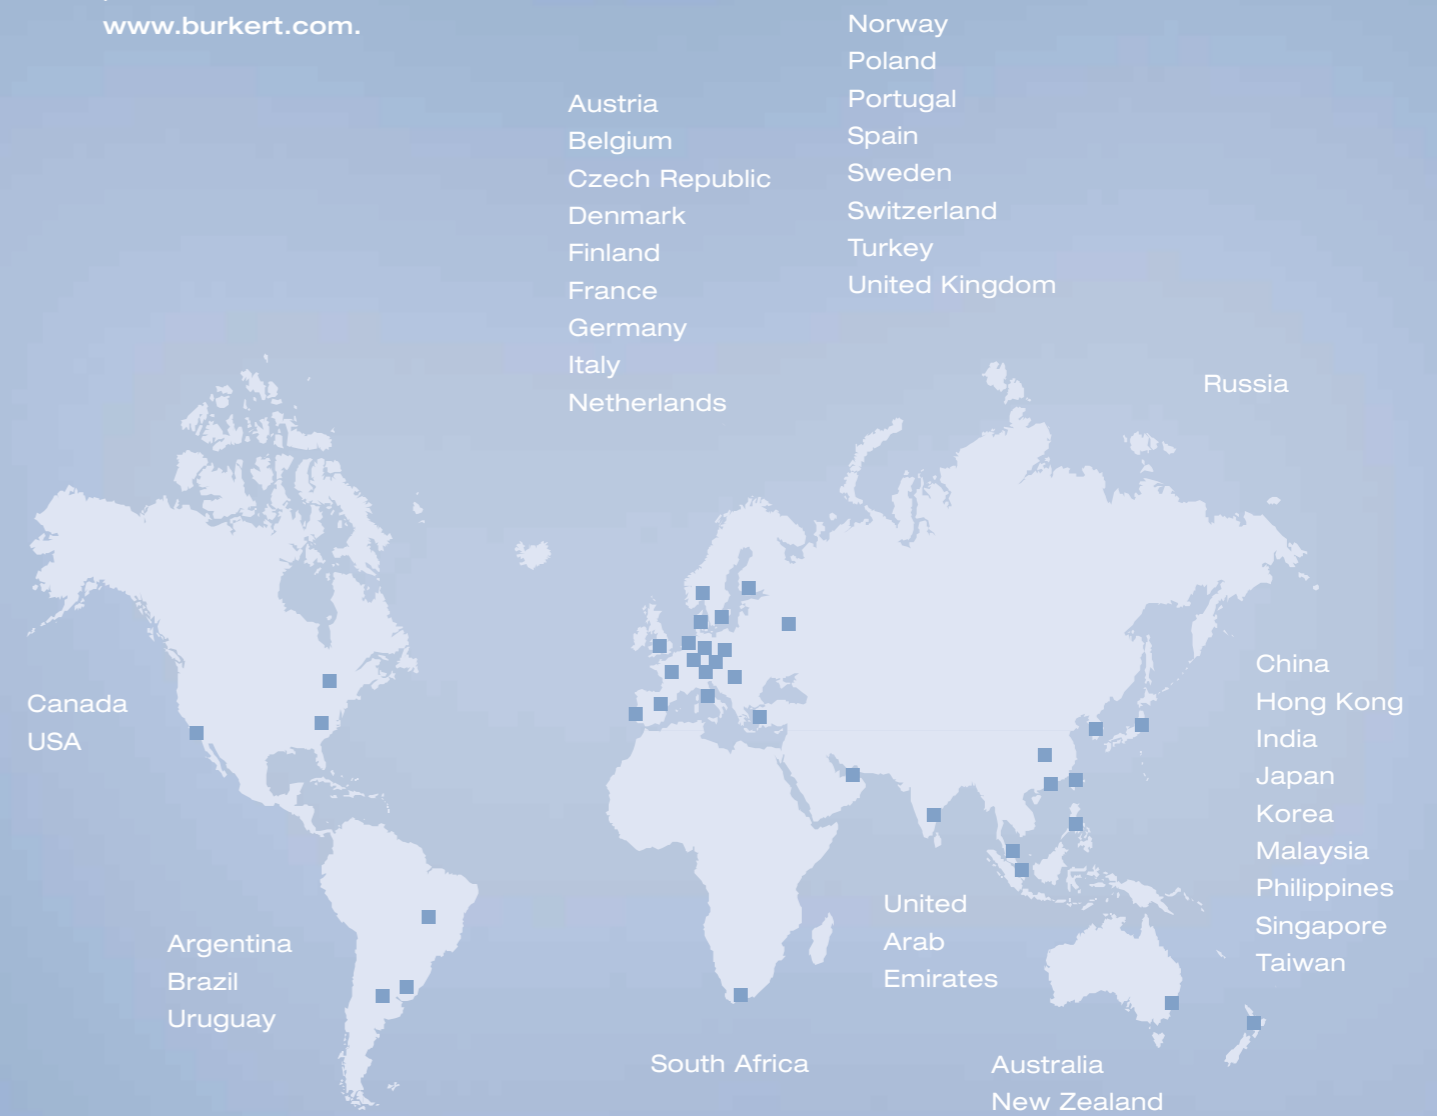 www.burkert.com.
Austria
Belgium
Czech Republic
Denmark
Finland
France
Germany
Italy
Netherlands
Norway
Poland
Portugal
Spain
Sweden
Switzerland
Turkey
United Kingdom
Russia
Canada
USA
China
Hong Kong
India
Japan
Korea
Malaysia
Philippines
Singapore
Taiwan
Argentina
Brazil
Uruguay
United
Arab
Emirates
South Africa
Australia
New Zealand